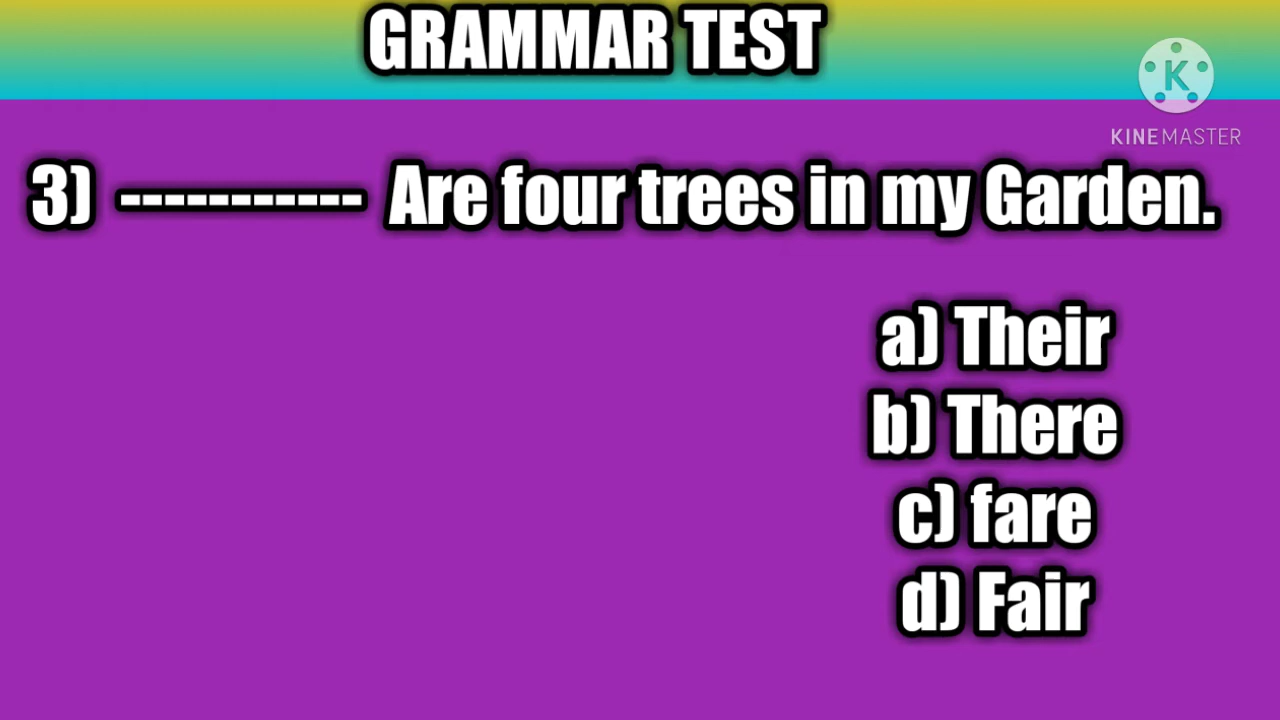 GRAMMAR TEST
K
KINEMASTER
3) ----------- Are four trees in my Garden.
a) Their
b) There
c) fare
d) Fair